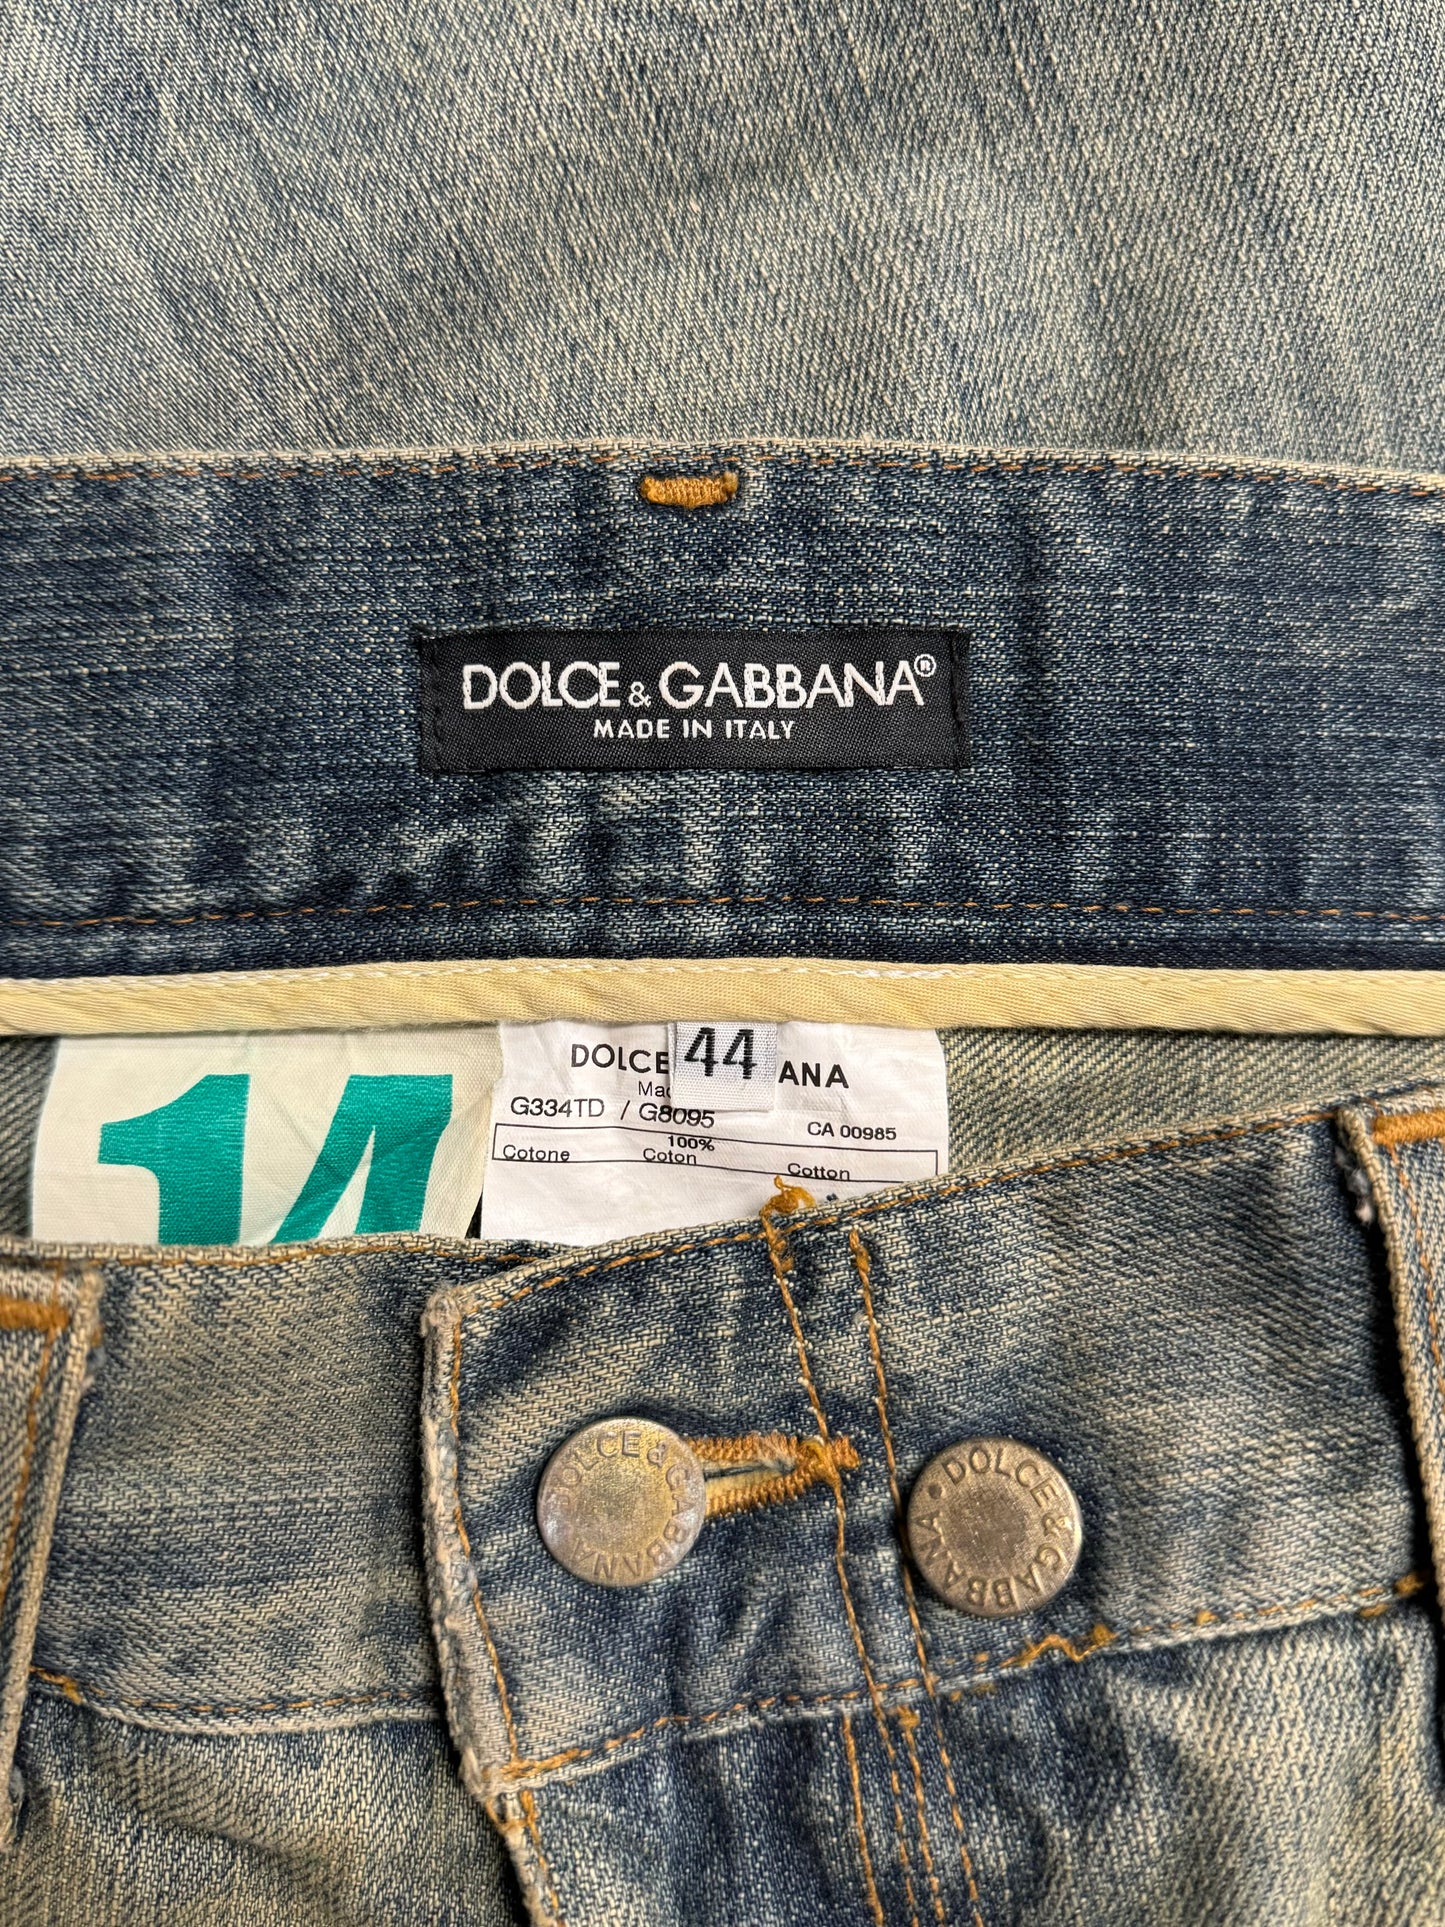 DOLCE & GABBANA®
MADE IN ITALY
14
44
DOLCE ANA
G334TD / G8095
CA 00985
100%
Cotone Coton Cotton
DOLCE & GABBANA
DOLCE & GABBANA